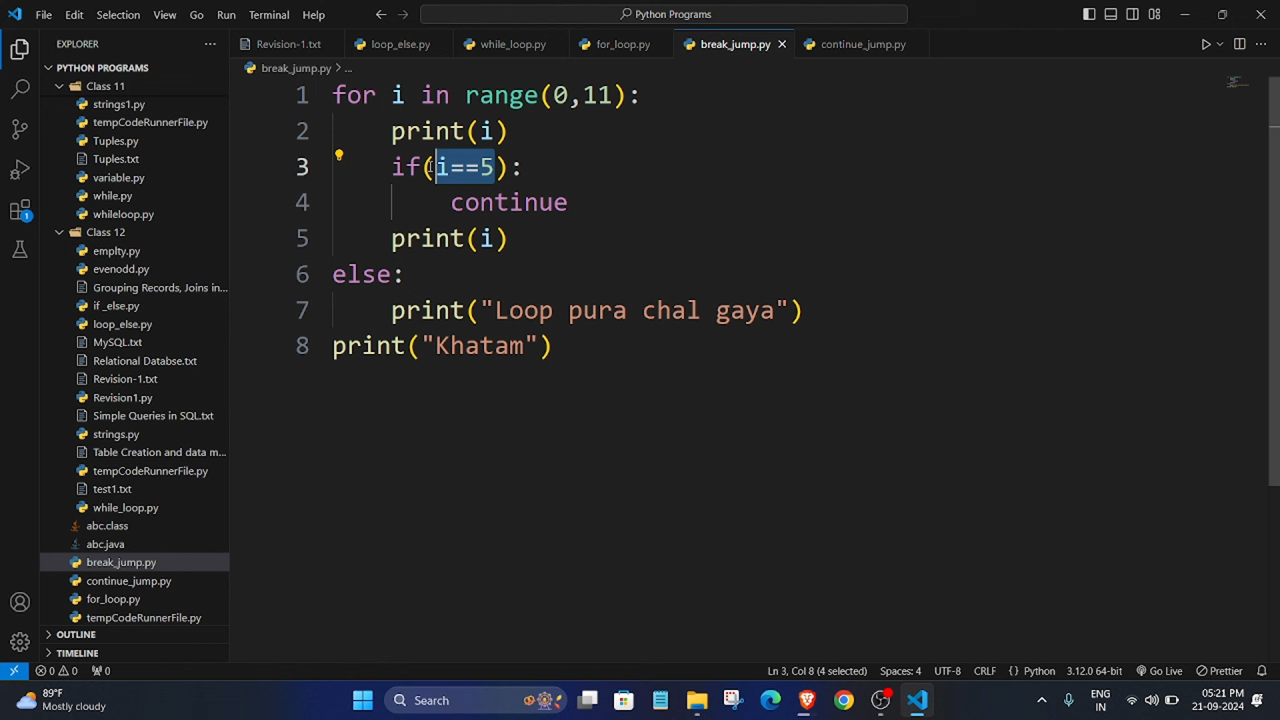 File Edit Selection View Go Run Terminal Help
Python Programs
EXPLORER
PYTHON PROGRAMS
Class 11
strings1.py
tempCodeRunnerFile.py
Tuples.py
Tuples.txt
variable.py
while.py
whileloop.py
Class 12
emplty.py
evenodd.py
Grouping Records, Joins in...
if _else.py
loop_else.py
MySQL.txt
Relational Databse.txt
Revision-1.txt
Revision1.py
Simple Queries in SQL.txt
strings.py
Table Creation and data m...
tempCodeRunnerFile.py
test1.txt
while_loop.py
abc.class
abc.java
break_jump.py
continue_jump.py
for_loop.py
tempCodeRunnerFile.py
OUTLINE
TIMELINE
1
Revision-1.txt loop_else.py while_loop.py for_loop.py break_jump.py continue_jump.py
break_jump.py > ...
1 for i in range(0,11):
2 print(i)
3 if(i==5):
4 continue
5 print(i)
6 else:
7 print("Loop pura chal gaya")
8 print("Khatam")
0 0 0 Ln 3, Col 8 (4 selected) Spaces: 4 UTF-8 CRLF {} Python 3.12.0 64-bit Go Live Prettier
89°F
Mostly cloudy
Search
ENG
IN
05:21 PM
21-09-2024